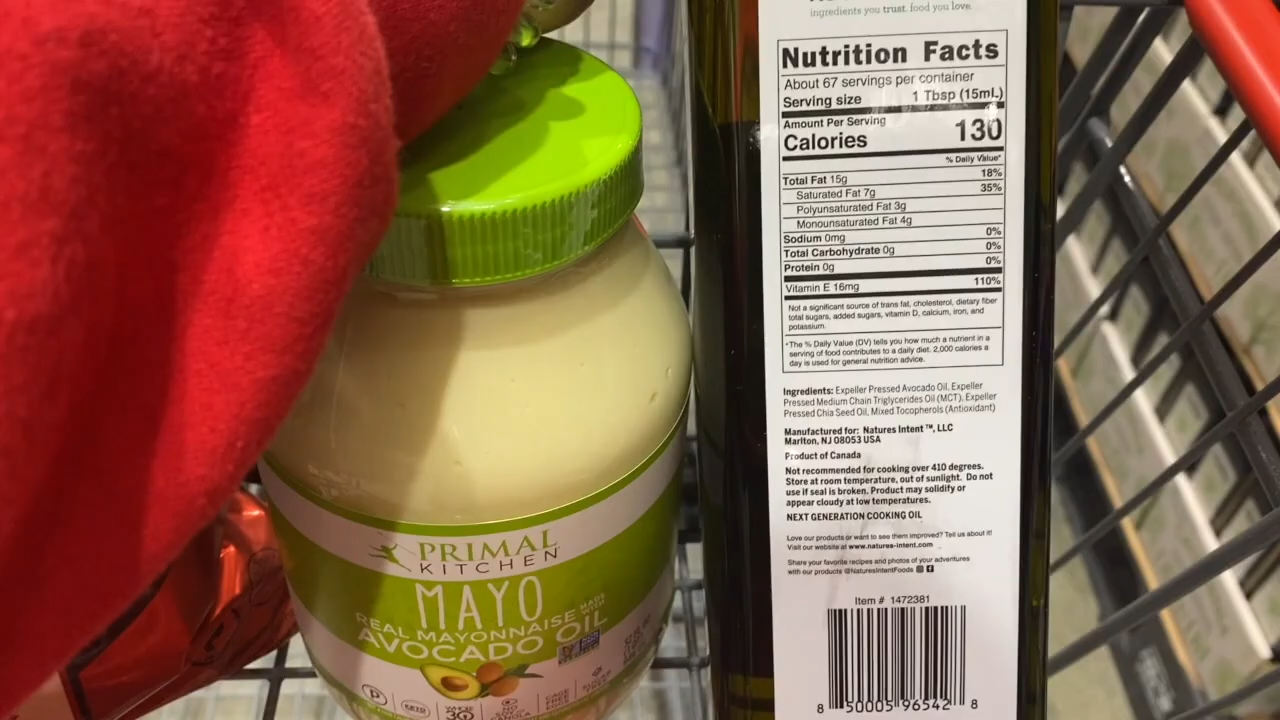 ingredients you trust. food you love.
Nutrition Facts
About 67 servings per container
Serving size 1 Tbsp (15mL)
Amount Per Serving
Calories 130
% Daily Value*
Total Fat 15g 18%
Saturated Fat 7g 35%
Polyunsaturated Fat 3g
Monounsaturated Fat 4g
Sodium 0mg 0%
Total Carbohydrate 0g 0%
Protein 0g 0%
Vitamin E 16mg 110%
Not a significant source of trans fat, cholesterol, dietary fiber
total sugars, added sugars, vitamin D, calcium, iron, and
potassium.
*The % Daily Value (DV) tells you how much a nutrient in a
serving of food contributes to a daily diet. 2,000 calories a
day is used for general nutrition advice.
Ingredients: Expeller Pressed Avocado Oil, Expeller
Pressed Medium Chain Triglycerides Oil (MCT), Expeller
Pressed Chia Seed Oil, Mixed Tocopherols (Antioxidant)
Manufactured for: Natures Intent ™, LLC
Marlton, NJ 08053 USA
Product of Canada
Not recommended for cooking over 410 degrees.
Store at room temperature, out of sunlight. Do not
use if seal is broken. Product may solidify or
appear cloudy at low temperatures.
NEXT GENERATION COOKING OIL
Love our products or want to see them improved? Tell us about it!
Visit our website at www.natures-intent.com
Share your favorite recipes and photos of your adventures
with our products @NaturesIntentFoods
Item # 1472381
8 50005 96542 8
PRIMAL
KITCHEN
MAYO
REAL MAYONNAISE MADE WITH
AVOCADO OIL
KETO
CAGE
FREE